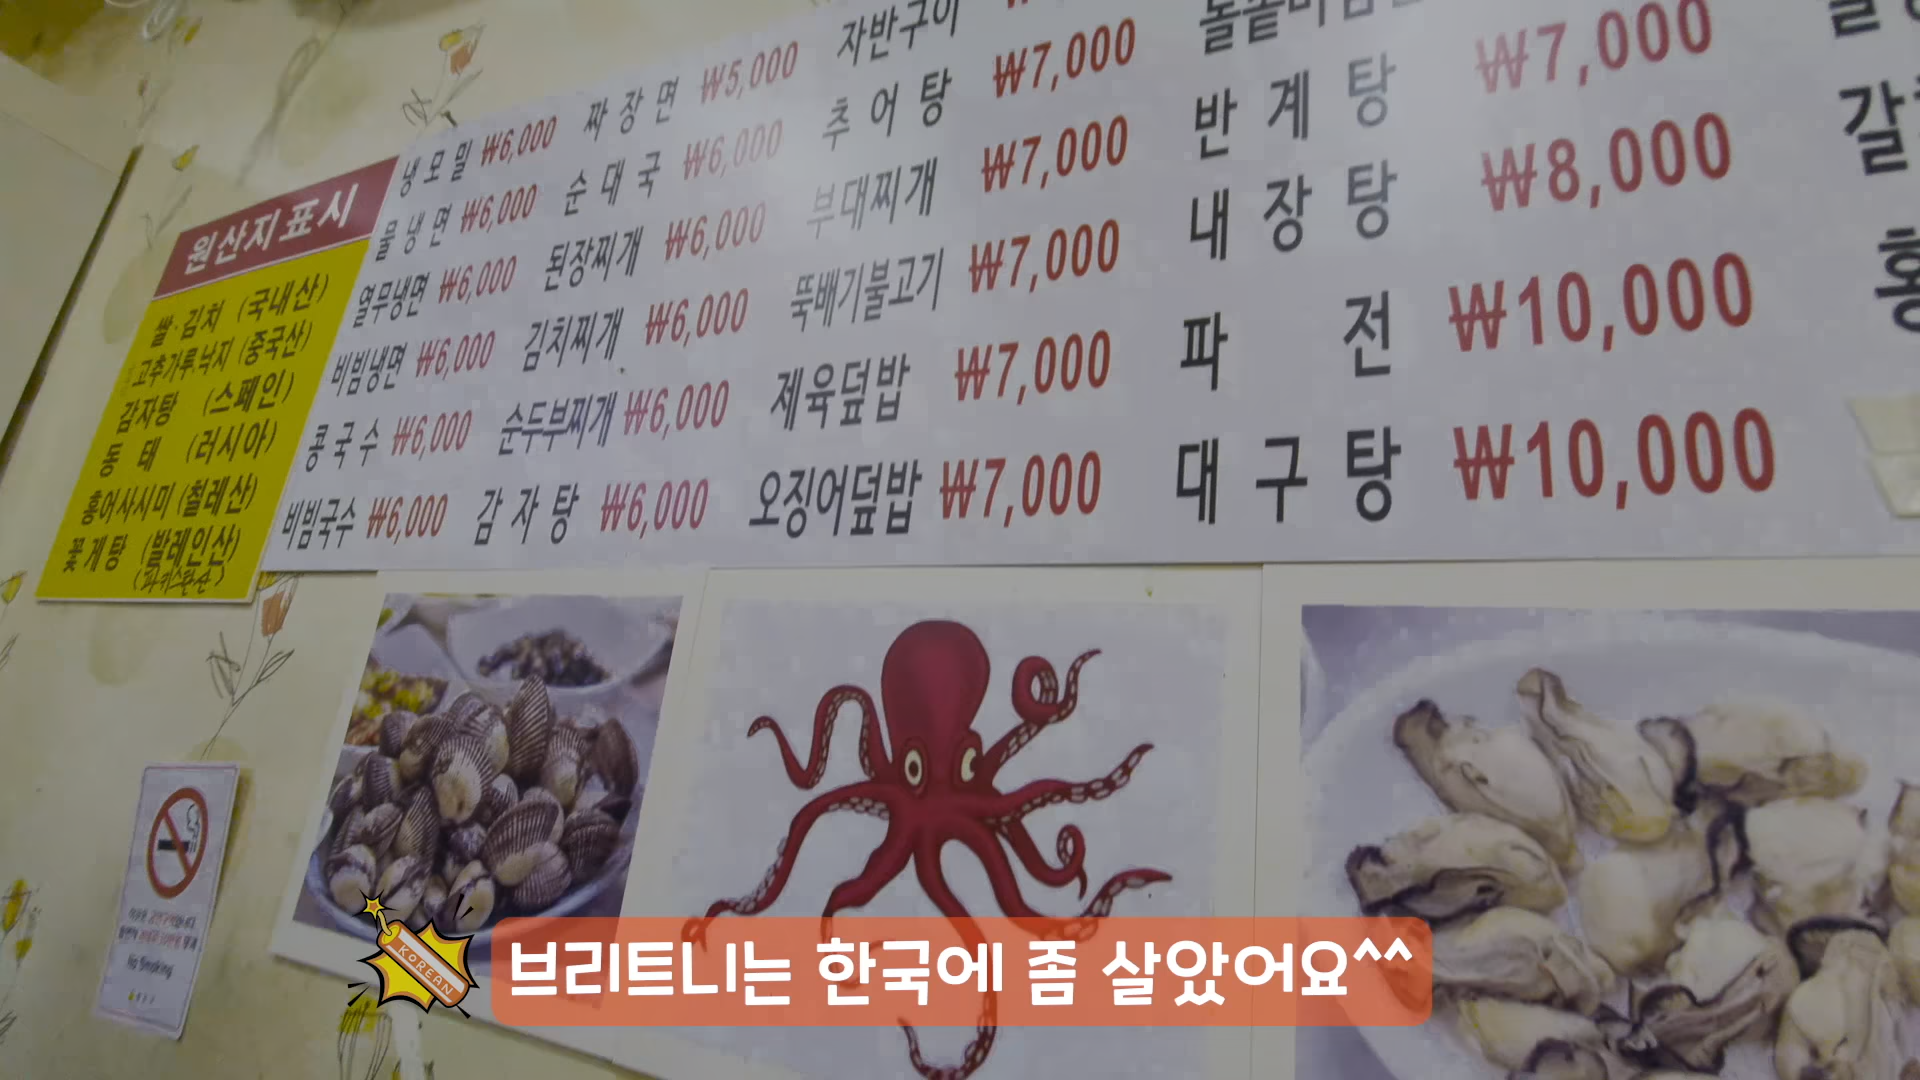 원산지표시
쌀·김치 (국내산)
고추가루낙지 (중국산)
감자탕 (스페인)
동태 (러시아)
홍어사시미 (칠레산)
꽃게탕 (발레인산)
냉모밀 ₩6,000
물냉면 ₩6,000
열무냉면 ₩6,000
비빔냉면 ₩6,000
콩국수 ₩6,000
비빔국수 ₩6,000
짜장면 ₩5,000
순대국 ₩6,000
된장찌개 ₩6,000
김치찌개 ₩6,000
순두부찌개 ₩6,000
감자탕 ₩6,000
자반구이
추어탕 ₩7,000
부대찌개 ₩7,000
뚝배기불고기 ₩7,000
제육덮밥 ₩7,000
오징어덮밥 ₩7,000
반계탕 ₩7,000
내장탕 ₩8,000
파전 ₩10,000
대구탕 ₩10,000
No Smoking
KOREAN
브리트니는 한국에 좀 살았어요^^